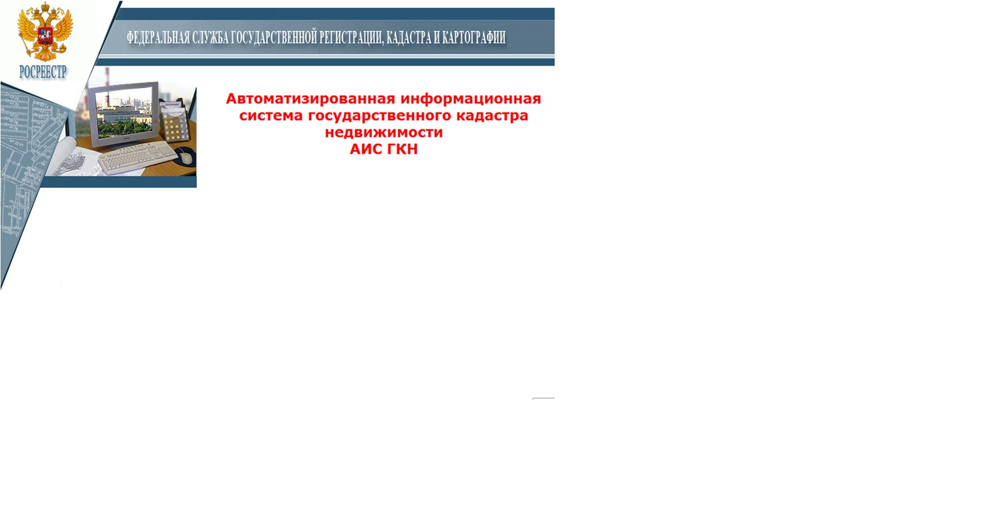 ФЕДЕРАЛЬНАЯ СЛУЖБА ГОСУДАРСТВЕННОЙ РЕГИСТРАЦИИ, КАДАСТРА И КАРТОГРАФИИ
РОСРЕЕСТР
Автоматизированная информационная
система государственного кадастра
недвижимости
АИС ГКН